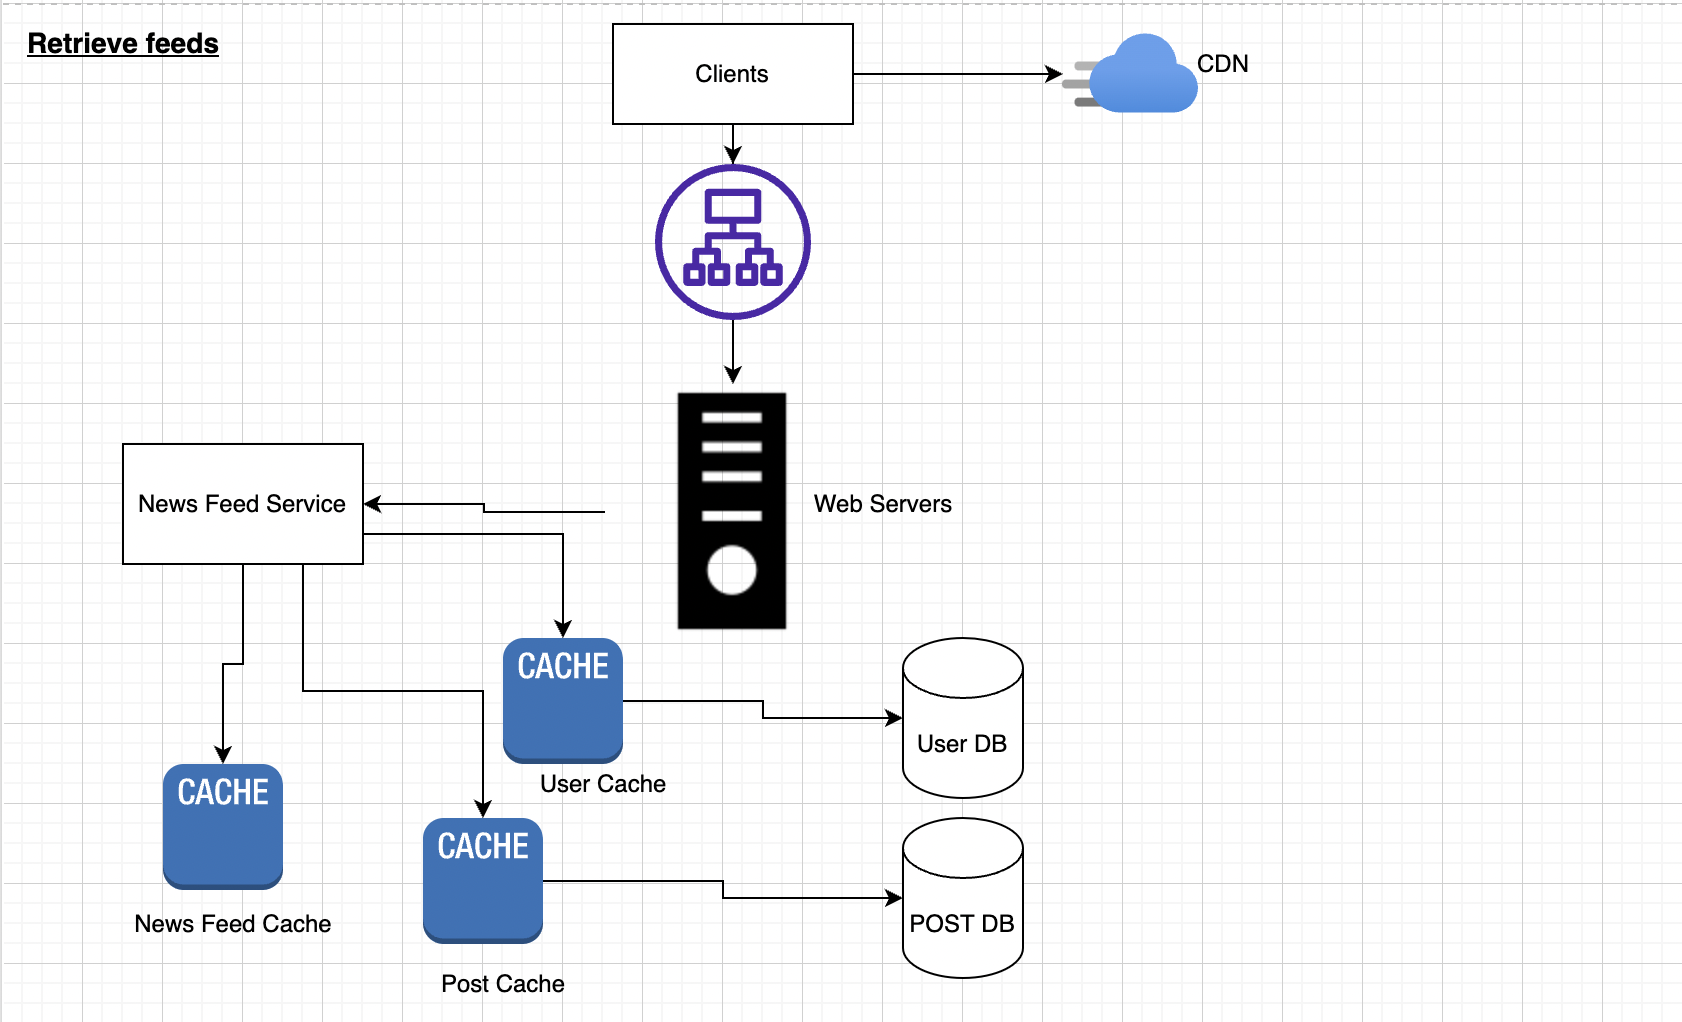 Retrieve feeds
Clients
CDN
News Feed Service
Web Servers
CACHE
User Cache
User DB
CACHE
News Feed Cache
CACHE
Post Cache
POST DB